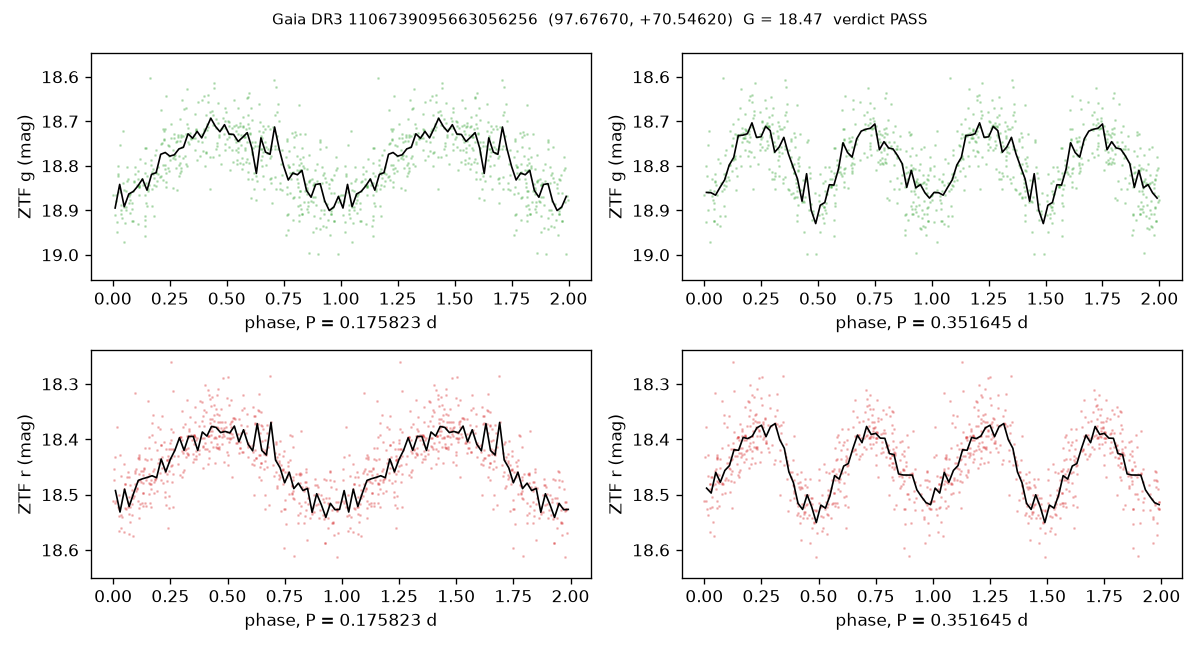 Gaia DR3 1106739095663056256  (97.67670, +70.54620)  G = 18.47  verdict PASS
ZTF g (mag)
18.6
18.7
18.8
18.9
19.0
0.00 0.25 0.50 0.75 1.00 1.25 1.50 1.75 2.00
phase, P = 0.175823 d
ZTF g (mag)
18.6
18.7
18.8
18.9
19.0
0.00 0.25 0.50 0.75 1.00 1.25 1.50 1.75 2.00
phase, P = 0.351645 d
ZTF r (mag)
18.3
18.4
18.5
18.6
0.00 0.25 0.50 0.75 1.00 1.25 1.50 1.75 2.00
phase, P = 0.175823 d
ZTF r (mag)
18.3
18.4
18.5
18.6
0.00 0.25 0.50 0.75 1.00 1.25 1.50 1.75 2.00
phase, P = 0.351645 d